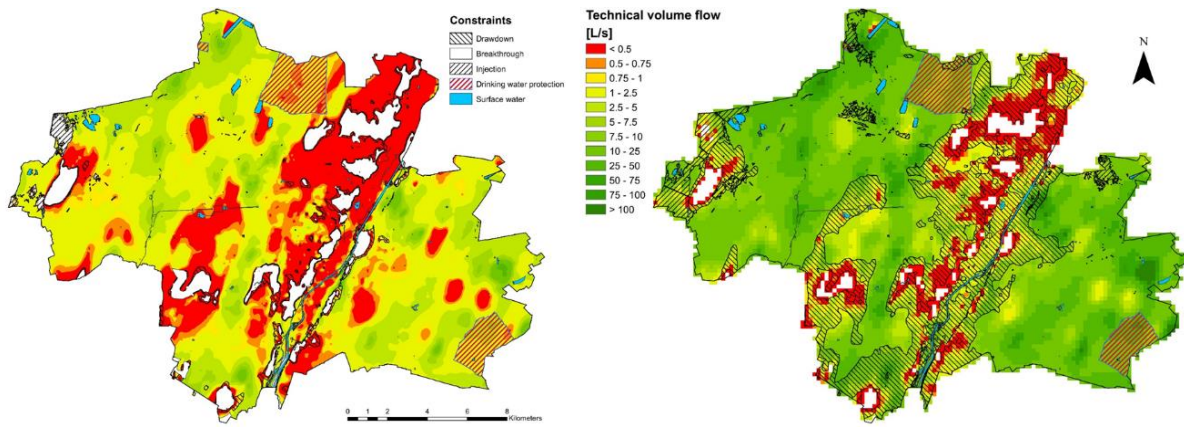 Constraints
Drawdown
Breakthrough
Injection
Drinking water protection
Surface water
0 1 2 4 6 8
Kilometers
Technical volume flow
[L/s]
< 0.5
0.5 - 0.75
0.75 - 1
1 - 2.5
2.5 - 5
5 - 7.5
7.5 - 10
10 - 25
25 - 50
50 - 75
75 - 100
> 100
N